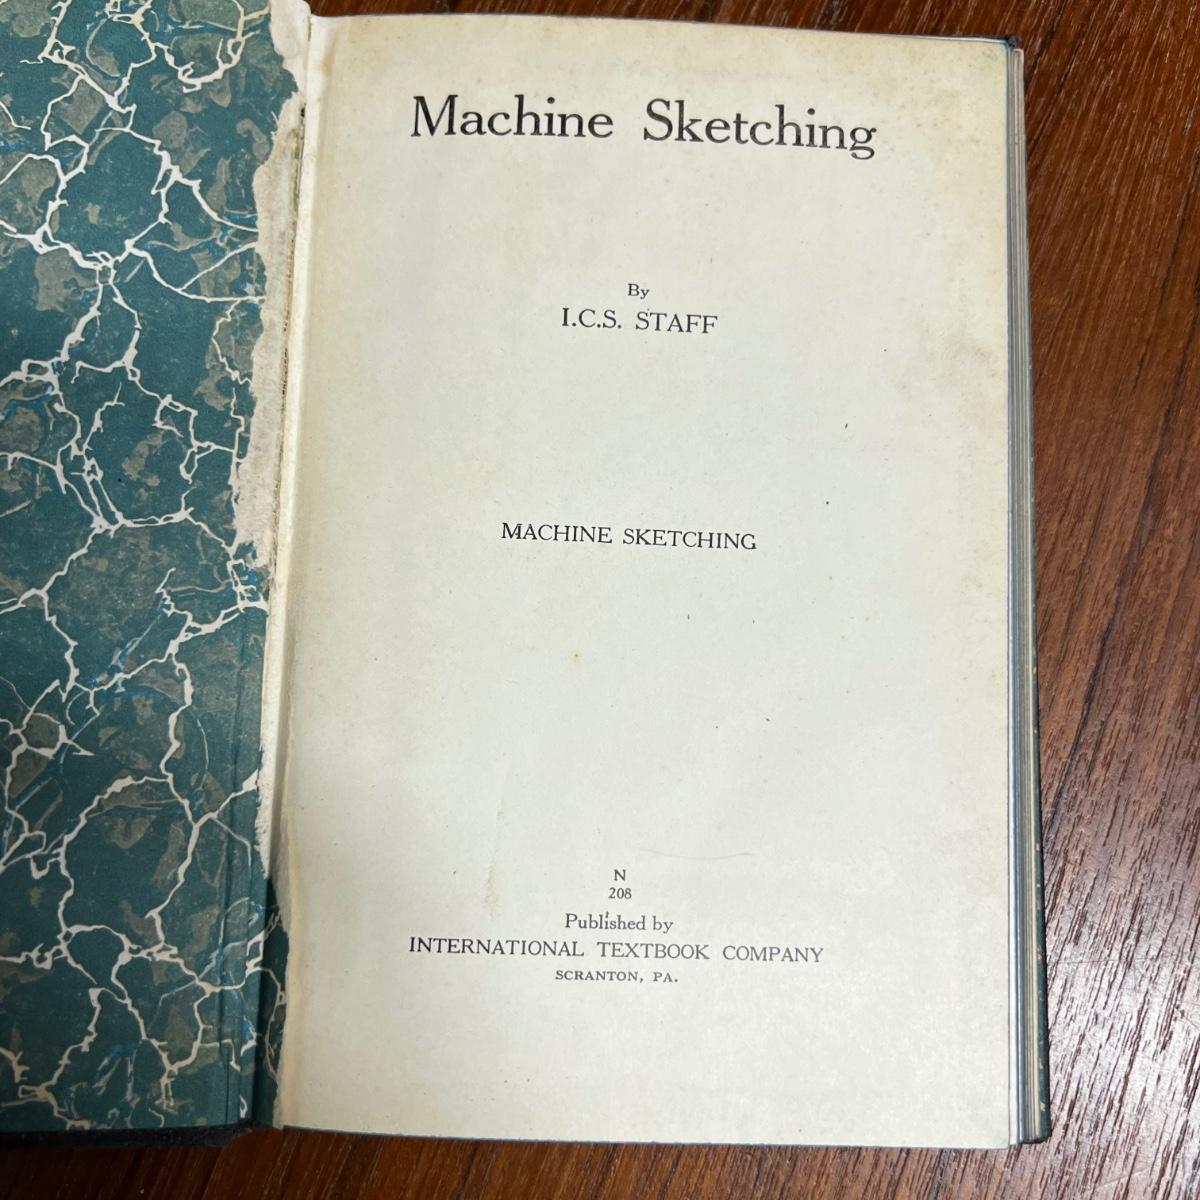 Machine Sketching
By
I.C.S. STAFF
MACHINE SKETCHING
N
208
Published by
INTERNATIONAL TEXTBOOK COMPANY
SCRANTON, PA.